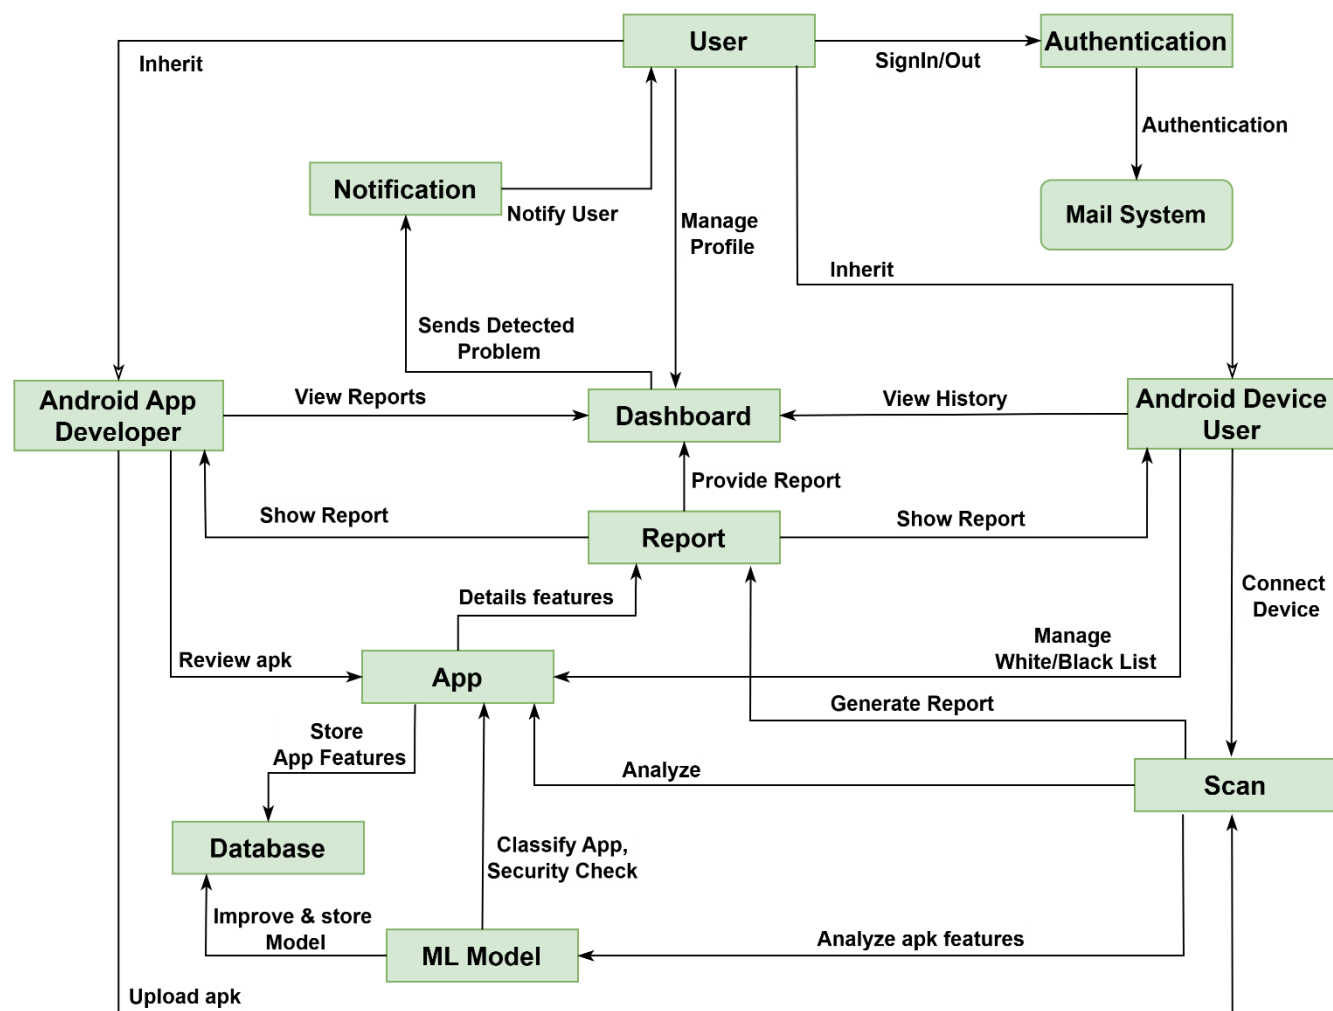 User
Authentication
Inherit
SignIn/Out
Authentication
Notification
Mail System
Notify User
Manage
Profile
Inherit
Sends Detected
Problem
Android App
Developer
View Reports
Dashboard
View History
Android Device
User
Provide Report
Show Report
Report
Show Report
Details features
Connect
Device
Review apk
App
Manage
White/Black List
Generate Report
Store
App Features
Analyze
Scan
Database
Classify App,
Security Check
Improve & store
Model
ML Model
Analyze apk features
Upload apk